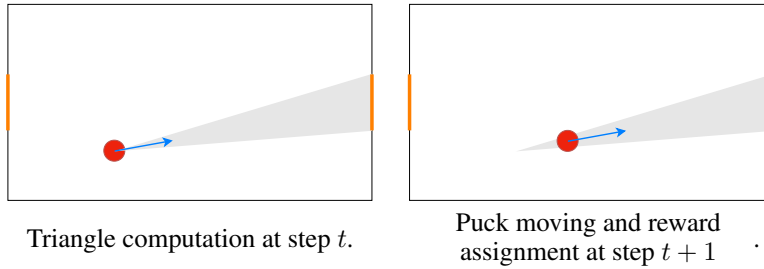 Triangle computation at step t.
Puck moving and reward
assignment at step t + 1
.